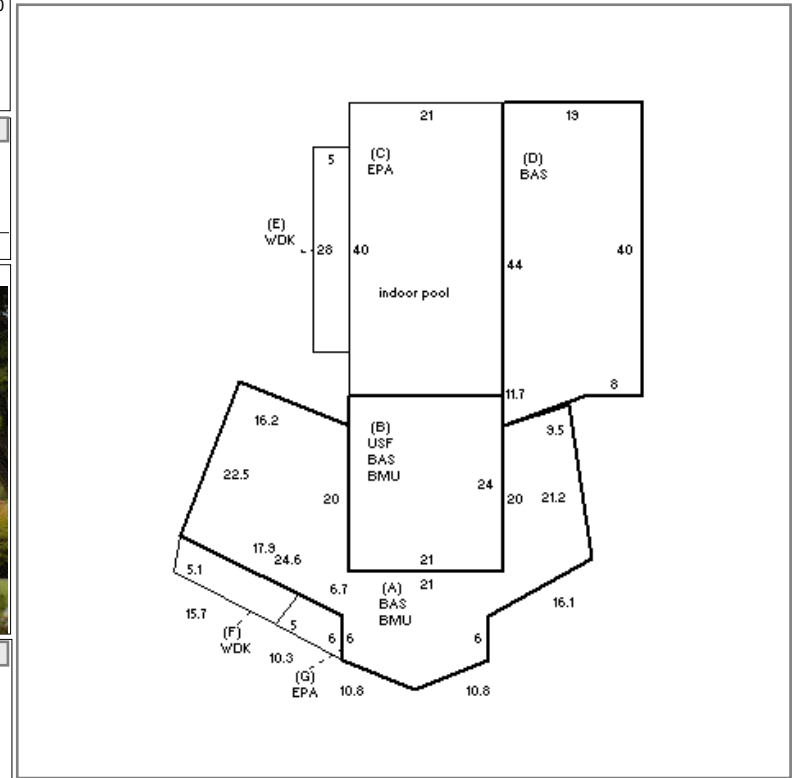 21
19
5
(C)
EPA
(D)
BAS
(E)
WDK
28
40
44
40
indoor pool
11.7
8
16.2
(B)
USF
BAS
BMU
9.5
22.5
20
24
20
21.2
17.9
24.6
21
5.1
6.7
(A)
BAS
BMU
21
16.1
15.7
(F)
WDK
5
6
6
6
10.3
(G)
EPA
10.8
10.8